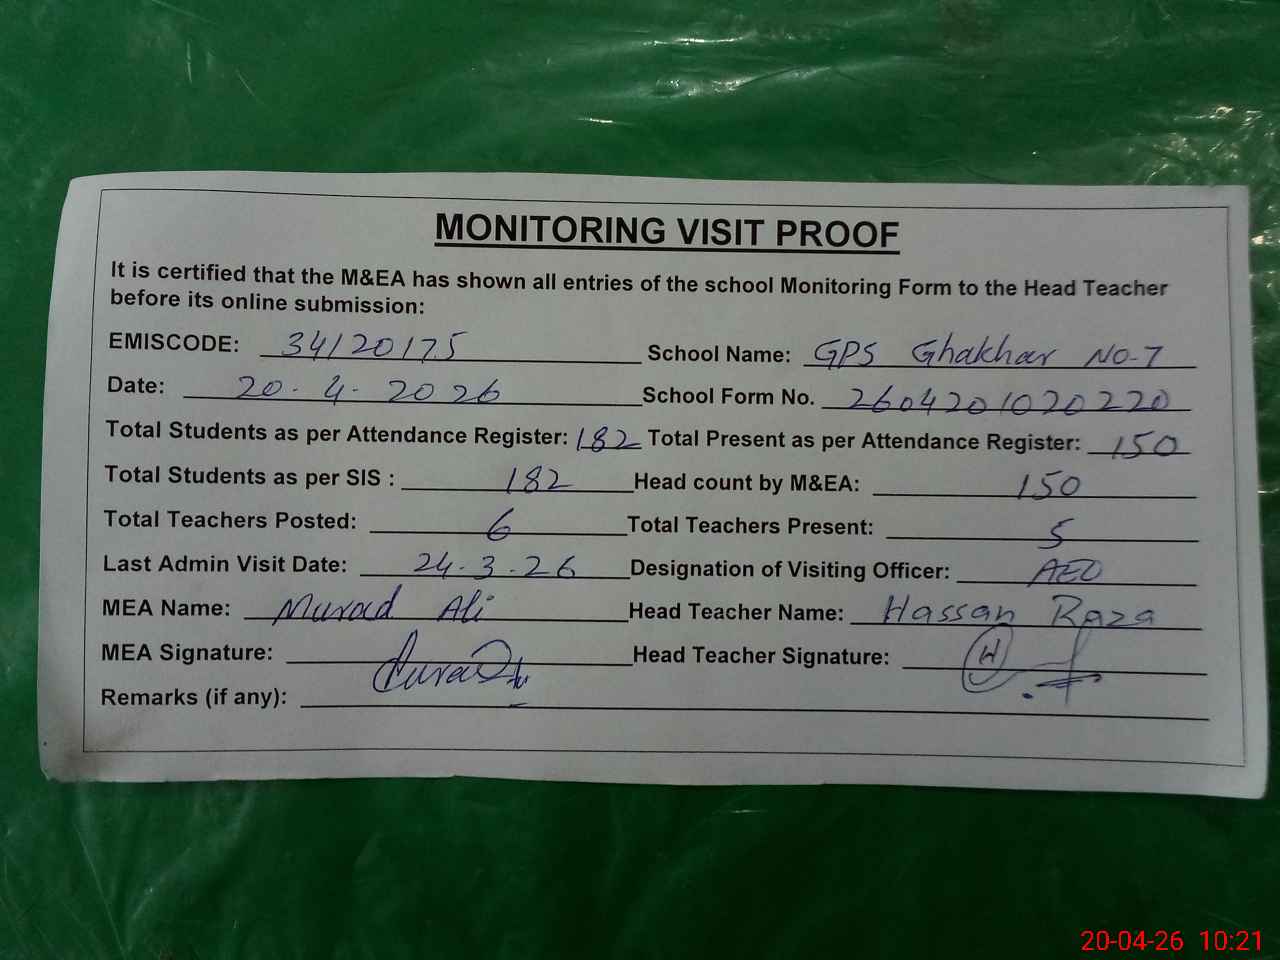 MONITORING VISIT PROOF
It is certified that the M&EA has shown all entries of the school Monitoring Form to the Head Teacher
before its online submission:
EMISCODE: 34120175 School Name: GPS Ghakhar NO-7
Date: 20-4-2026 School Form No. 2604201020220
Total Students as per Attendance Register: 182 Total Present as per Attendance Register: 150
Total Students as per SIS : 182 Head count by M&EA: 150
Total Teachers Posted: 6 Total Teachers Present: 5
Last Admin Visit Date: 24-3-26 Designation of Visiting Officer: AEO
MEA Name: Murad Ali Head Teacher Name: Hassan Raza
MEA Signature: Head Teacher Signature:
Remarks (if any):
20-04-26 10:21